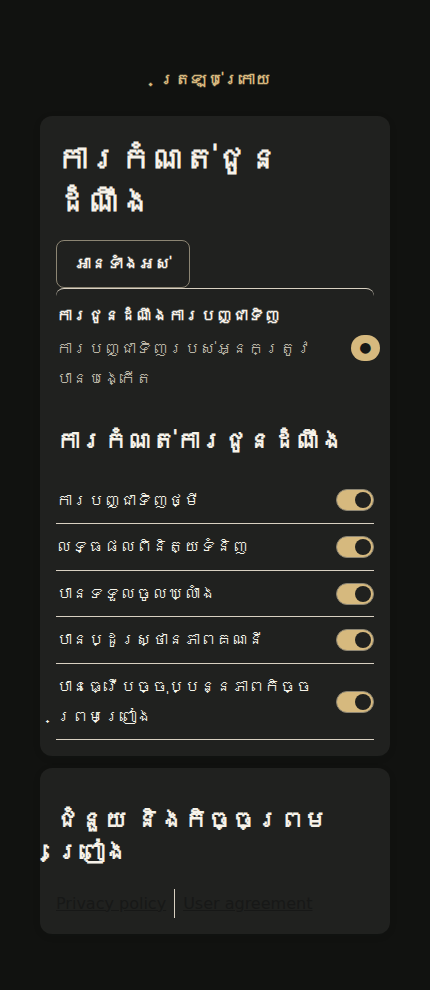 ត្រឡប់ក្រោយ
ការកំណត់ជូន
ដំណឹង
អានទាំងអស់
ការជូនដំណឹងការបញ្ជាទិញ
ការបញ្ជាទិញរបស់អ្នកត្រូវ
បានបង្កើត
ការកំណត់ការជូនដំណឹង
ការបញ្ជាទិញថ្មី
លទ្ធផលពិនិត្យទំនិញ
បានទទួលចូលឃ្លាំង
បានប្ដូរស្ថានភាពគណនី
បានធ្វើបច្ចុប្បន្នភាពកិច្ច
ព្រមព្រៀង
ជំនួយ និងកិច្ចព្រម
ព្រៀង
Privacy policy | User agreement